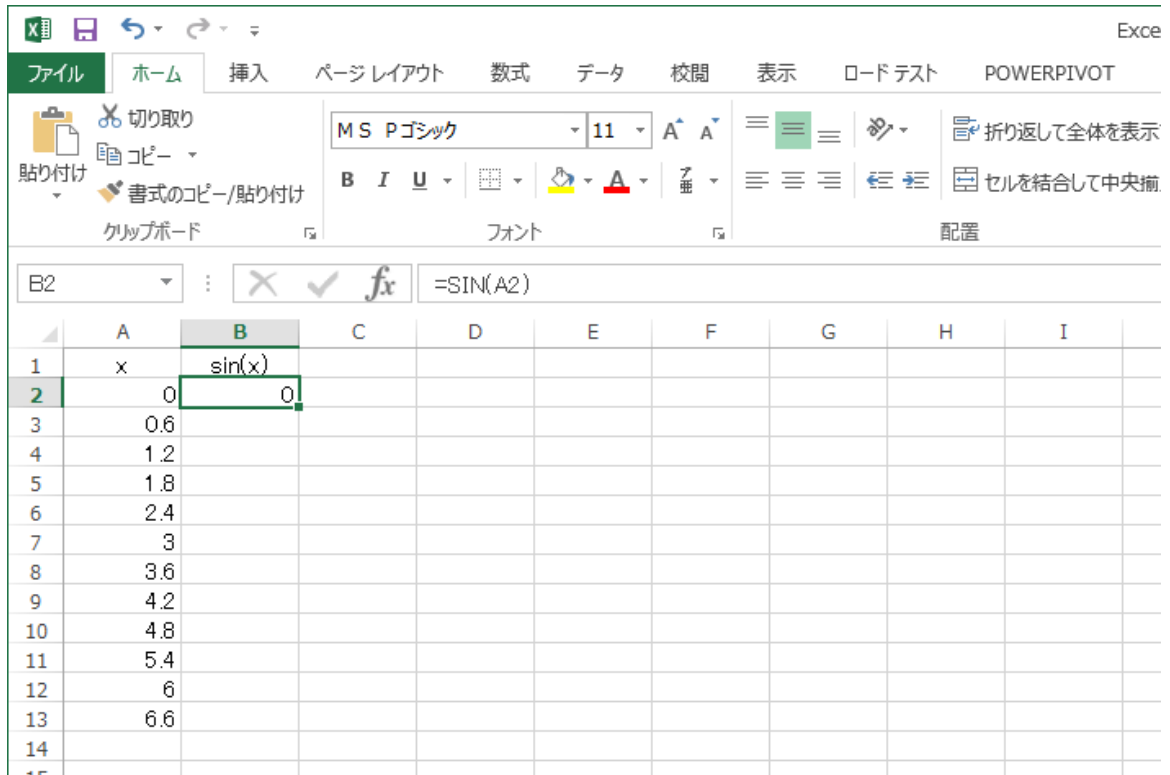 Exce
ファイル ホーム 挿入 ページ レイアウト 数式 データ 校閲 表示 ロード テスト POWERPIVOT
貼り付け
切り取り
コピー
書式のコピー/貼り付け
クリップボード
ＭＳ Ｐゴシック 11 A A
B I U A ア亜
フォント
折り返して全体を表示
セルを結合して中央揃
配置
B2 fx =SIN(A2)
A B C D E F G H I
1 x sin(x)
2 0 0
3 0.6
4 1.2
5 1.8
6 2.4
7 3
8 3.6
9 4.2
10 4.8
11 5.4
12 6
13 6.6
14